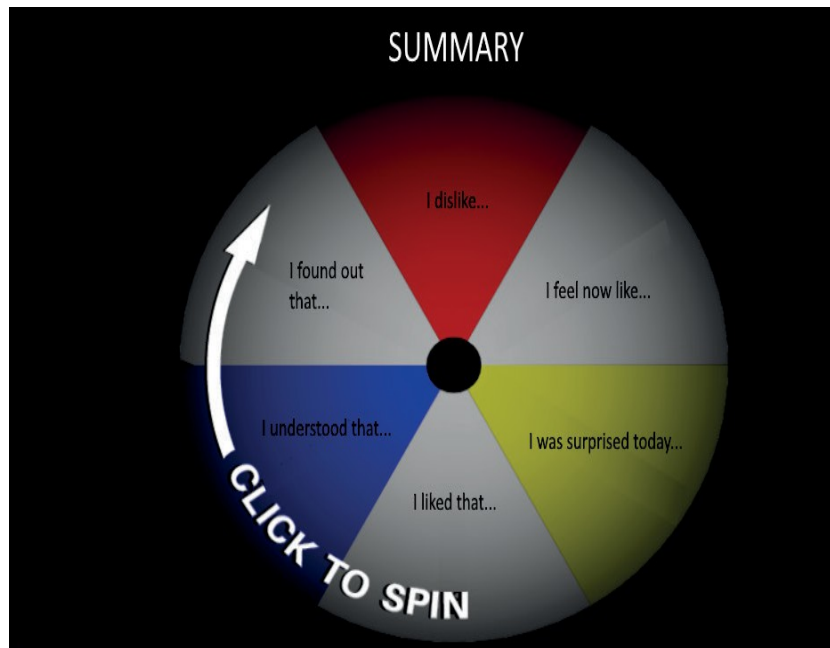 SUMMARY
I dislike...
I found out
that...
I feel now like...
I understood that...
I was surprised today...
I liked that...
CLICK TO SPIN